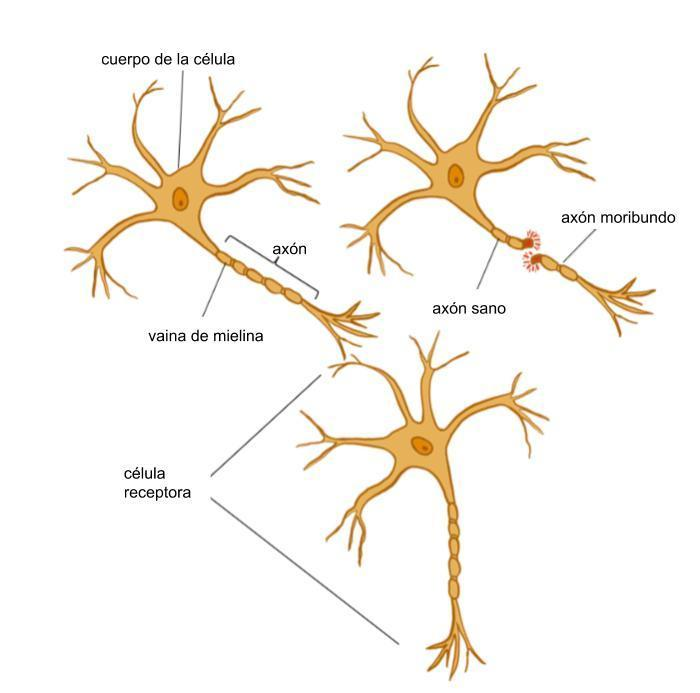 cuerpo de la célula
axón
vaina de mielina
axón moribundo
axón sano
célula
receptora